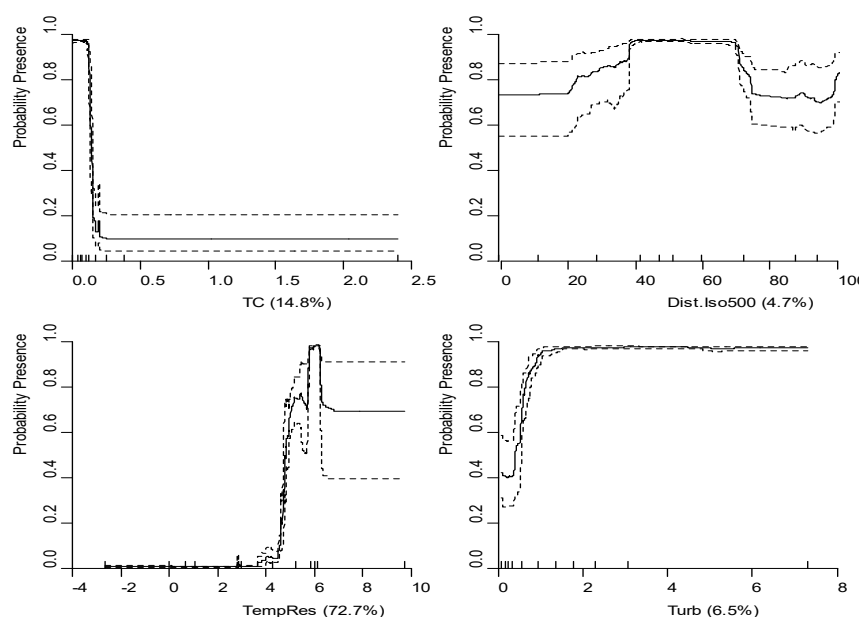 Probability Presence
1.0
0.8
0.6
0.4
0.2
0.0
0.0 0.5 1.0 1.5 2.0 2.5
TC (14.8%)
Probability Presence
1.0
0.8
0.6
0.4
0.2
0.0
0 20 40 60 80 100
Dist.Iso500 (4.7%)
Probability Presence
1.0
0.8
0.6
0.4
0.2
0.0
-4 -2 0 2 4 6 8 10
TempRes (72.7%)
Probability Presence
1.0
0.8
0.6
0.4
0.2
0.0
0 2 4 6 8
Turb (6.5%)